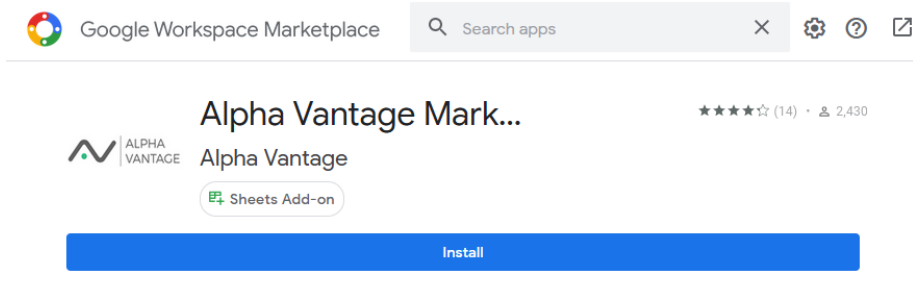 Google Workspace Marketplace
Search apps
Alpha Vantage Mark...
(14) · 2,430
ALPHA
VANTAGE
Alpha Vantage
Sheets Add-on
Install